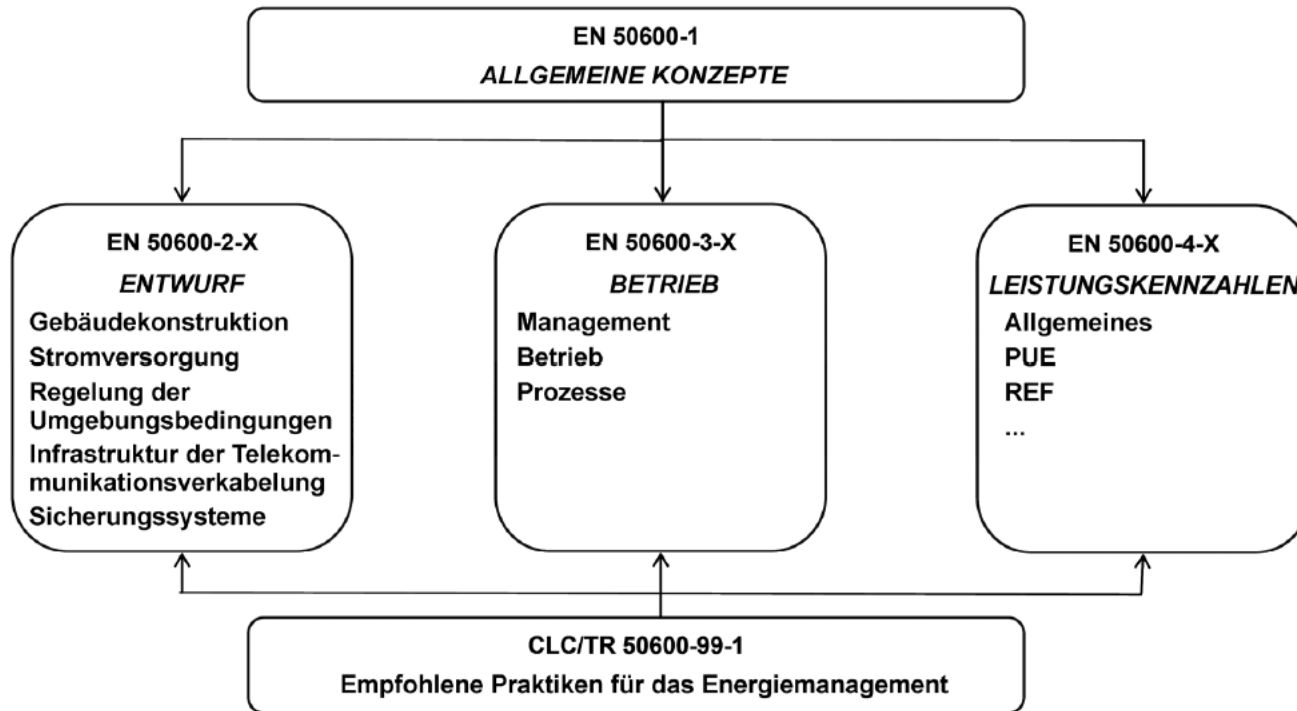 EN 50600-1
ALLGEMEINE KONZEPTE
EN 50600-2-X
ENTWURF
Gebäudekonstruktion
Stromversorgung
Regelung der
Umgebungsbedingungen
Infrastruktur der Telekom-
munikationsverkabelung
Sicherungssysteme
EN 50600-3-X
BETRIEB
Management
Betrieb
Prozesse
EN 50600-4-X
LEISTUNGSKENNZAHLEN
Allgemeines
PUE
REF
...
CLC/TR 50600-99-1
Empfohlene Praktiken für das Energiemanagement